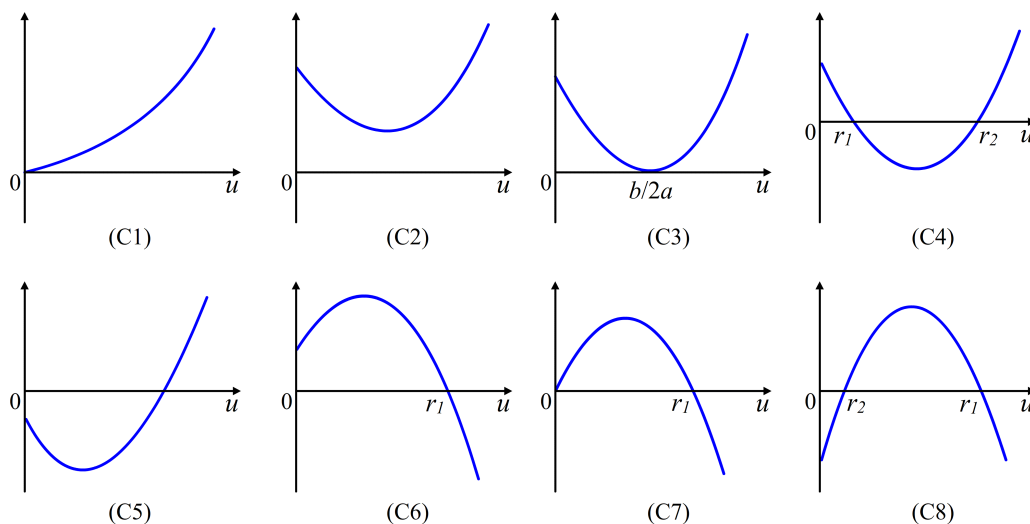 0 u
(C1)
0 u
(C2)
0 b/2a u
(C3)
0 r1 r2 u
(C4)
0 u
(C5)
0 r1 u
(C6)
0 r1 u
(C7)
0 r2 r1 u
(C8)